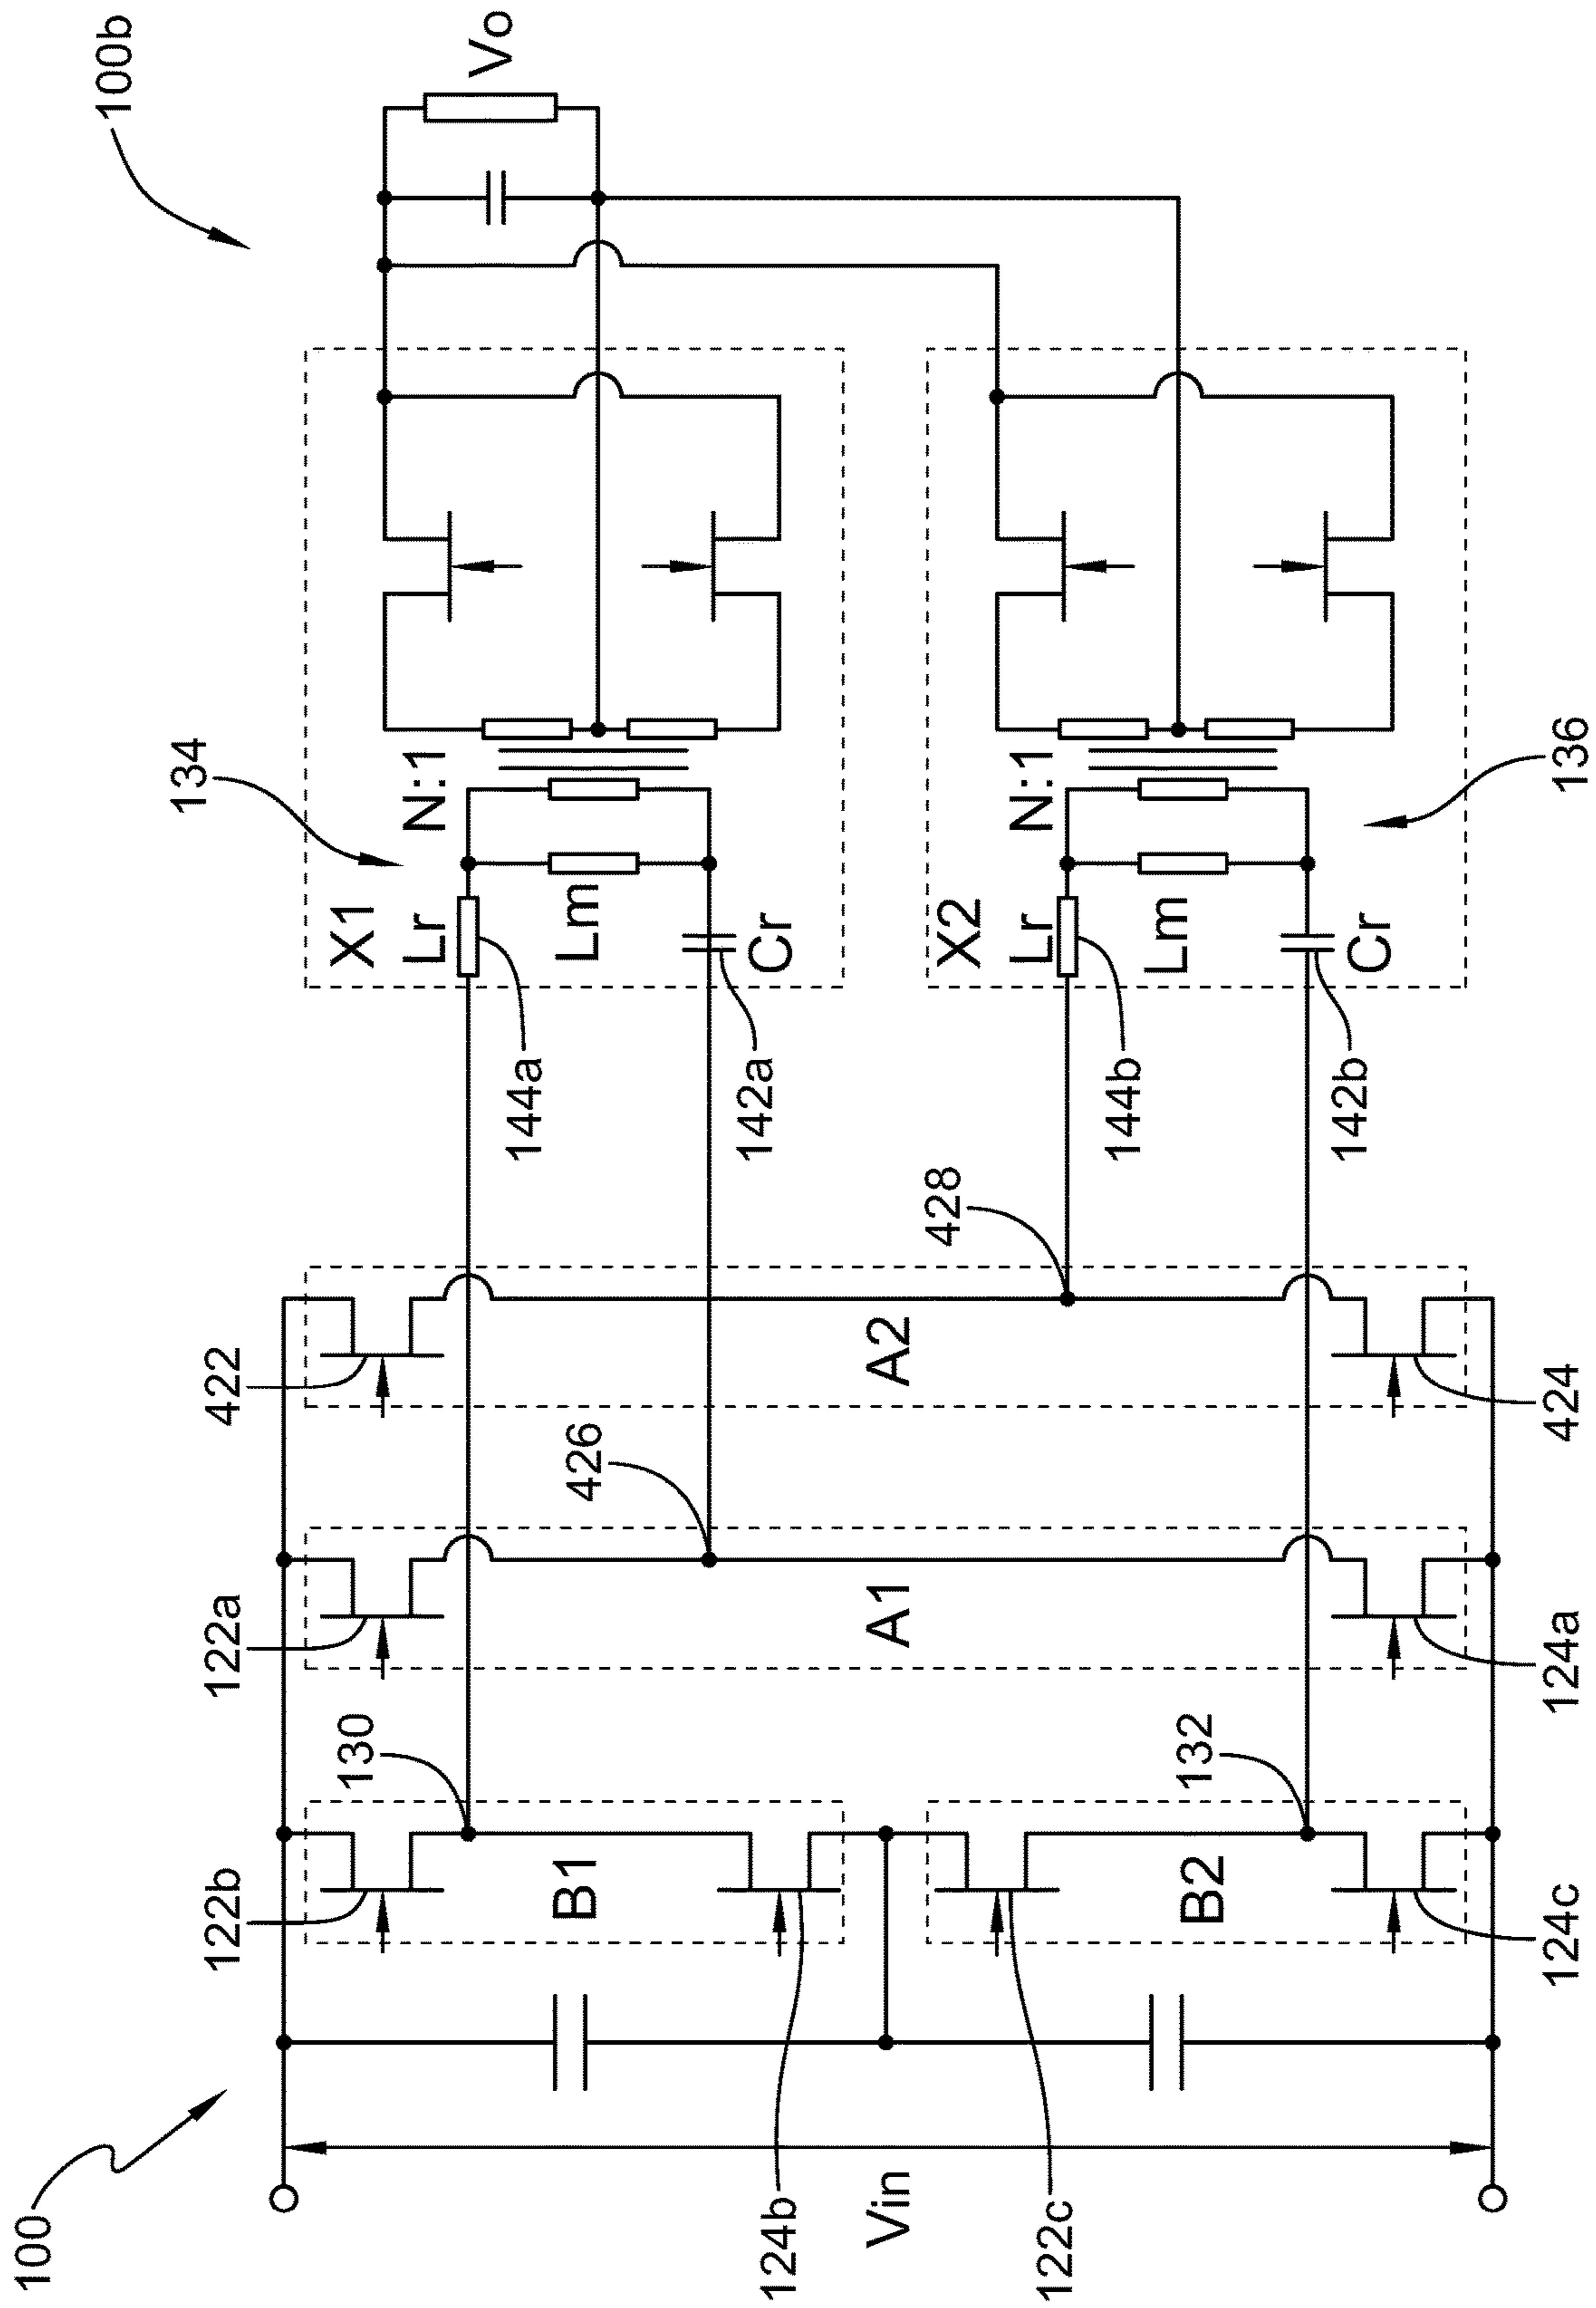 100
100b
Vin
122b
B1
124b
122c
B2
124c
130
132
122a
A1
124a
426
422
A2
424
428
144a
142a
144b
142b
134
X1
Lr
Lm
Cr
N:1
136
X2
Lr
Lm
Cr
N:1
Vo